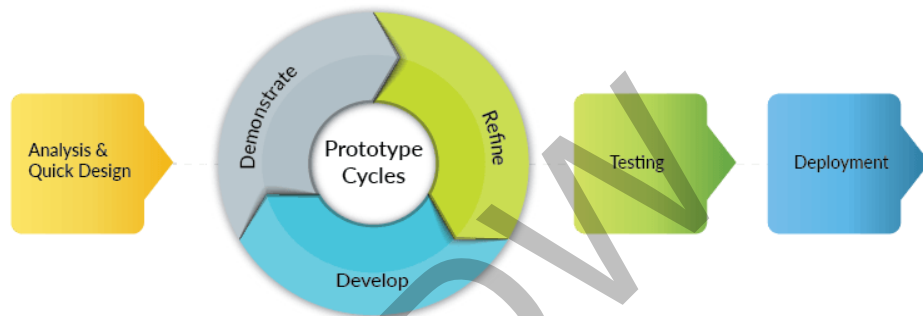 Analysis &
Quick Design
Demonstrate
Prototype
Cycles
Refine
Develop
Testing
Deployment